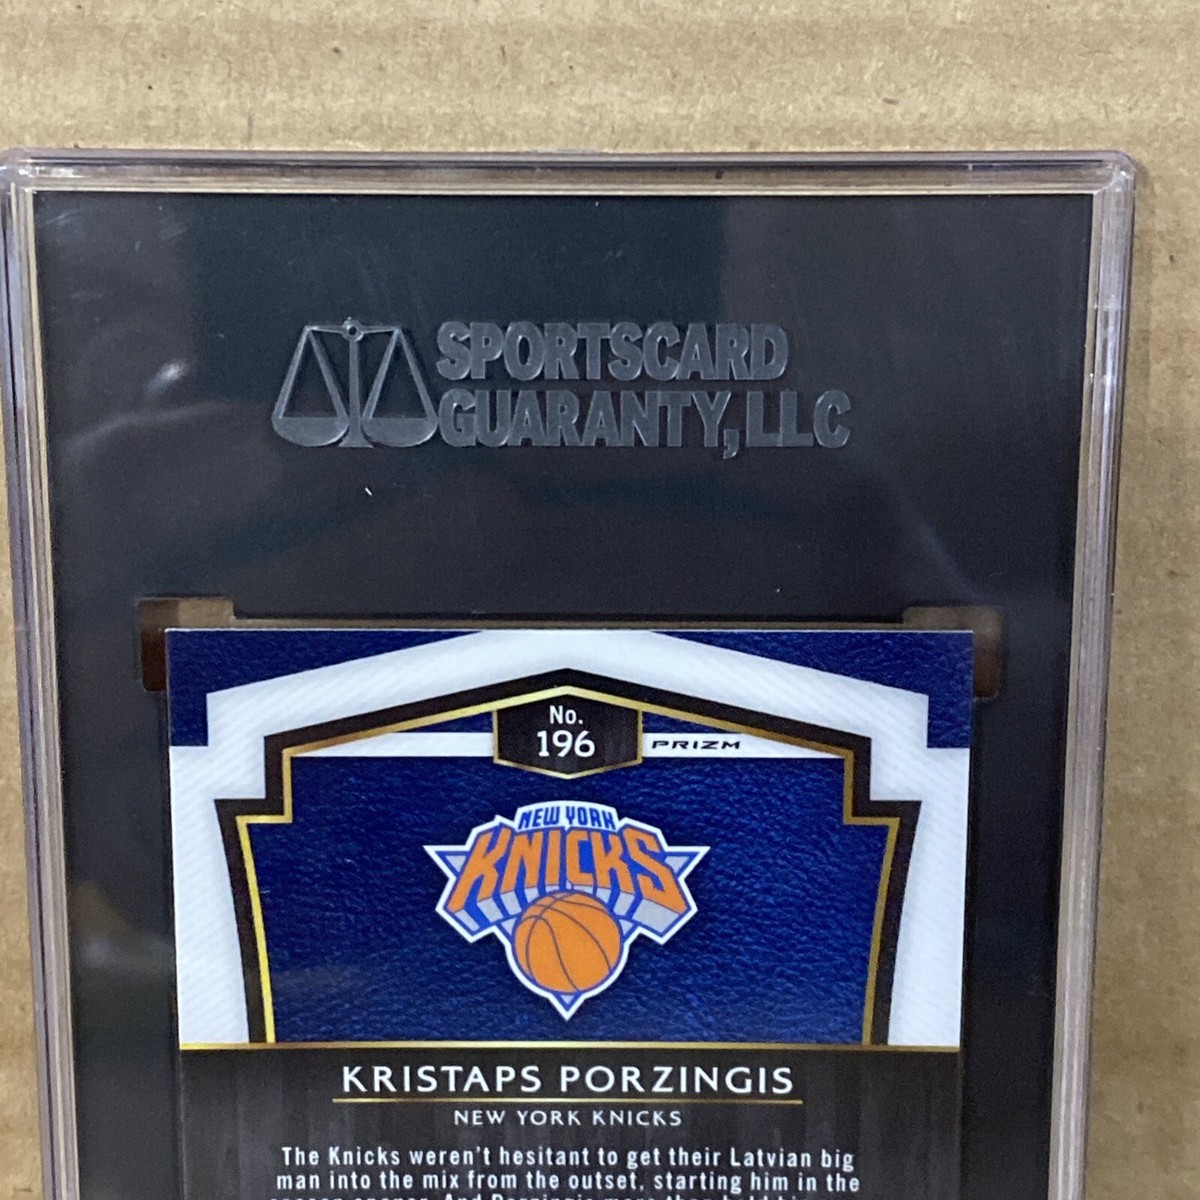 SPORTSCARD
GUARANTY, LLC
No.
196
PRIZM
NEW YORK
KNICKS
KRISTAPS PORZINGIS
NEW YORK KNICKS
The Knicks weren't hesitant to get their Latvian big
man into the mix from the outset, starting him in the